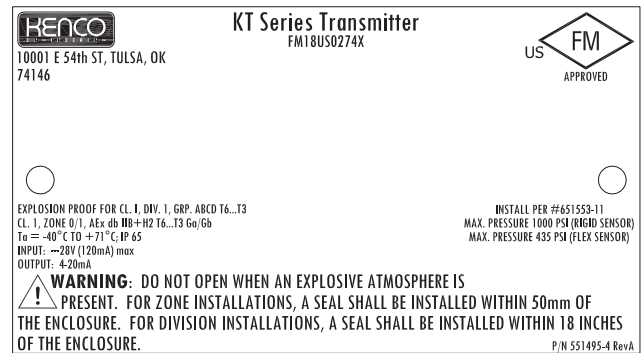 KENCO
ENGINEERING
KT Series Transmitter
FM18US0274X
US FM
APPROVED
10001 E 54th ST, TULSA, OK
74146
EXPLOSION PROOF FOR CL. I, DIV. 1, GRP. ABCD T6...T3
CL. 1, ZONE 0/1, AEx db IIB+H2 T6...T3 Ga/Gb
Ta = -40°C TO +71°C; IP 65
INPUT: ⎓28V (120mA) max
OUTPUT: 4-20mA
INSTALL PER #651553-11
MAX. PRESSURE 1000 PSI (RIGID SENSOR)
MAX. PRESSURE 435 PSI (FLEX SENSOR)
! WARNING: DO NOT OPEN WHEN AN EXPLOSIVE ATMOSPHERE IS
PRESENT. FOR ZONE INSTALLATIONS, A SEAL SHALL BE INSTALLED WITHIN 50mm OF
THE ENCLOSURE. FOR DIVISION INSTALLATIONS, A SEAL SHALL BE INSTALLED WITHIN 18 INCHES
OF THE ENCLOSURE.
P/N 551495-4 RevA